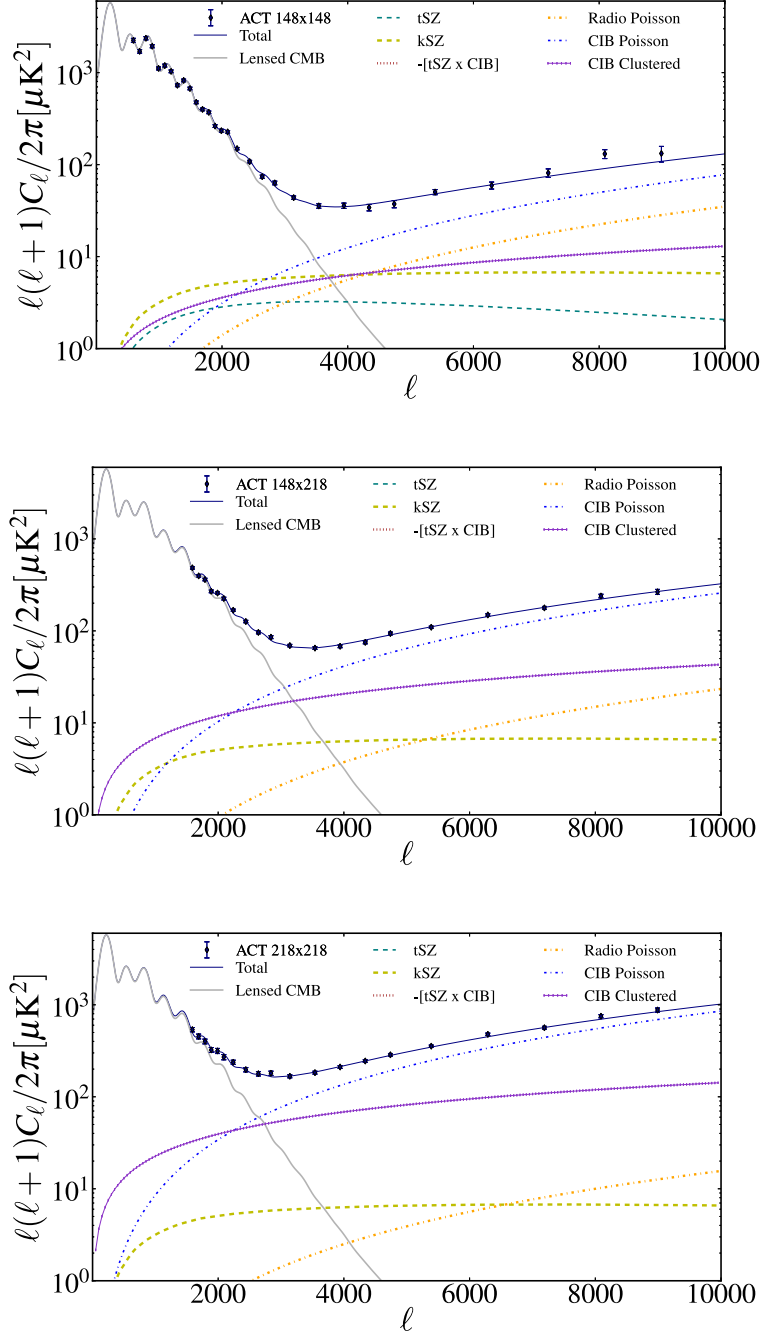 ℓ(ℓ+1)Cℓ/2π[μK²]
10³
10²
10¹
10⁰
ACT 148x148
Total
Lensed CMB
tSZ
kSZ
-[tSZ x CIB]
Radio Poisson
CIB Poisson
CIB Clustered
2000 4000 6000 8000 10000
ℓ
ℓ(ℓ+1)Cℓ/2π[μK²]
10³
10²
10¹
10⁰
ACT 148x218
Total
Lensed CMB
tSZ
kSZ
-[tSZ x CIB]
Radio Poisson
CIB Poisson
CIB Clustered
2000 4000 6000 8000 10000
ℓ
ℓ(ℓ+1)Cℓ/2π[μK²]
10³
10²
10¹
10⁰
ACT 218x218
Total
Lensed CMB
tSZ
kSZ
-[tSZ x CIB]
Radio Poisson
CIB Poisson
CIB Clustered
2000 4000 6000 8000 10000
ℓ